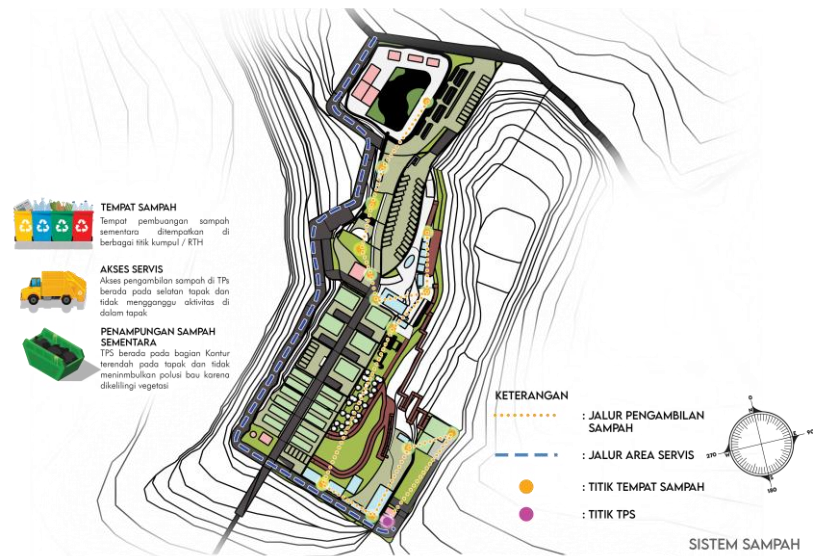 TEMPAT SAMPAH
Tempat pembuangan sampah
sementara ditempatkan di
berbagai titik kumpul / RTH
AKSES SERVIS
Akses pengambilan sampah di TPs
berada pada selatan tapak dan
tidak mengganggu aktivitas di
dalam tapak
PENAMPUNGAN SAMPAH
SEMENTARA
TPS berada pada bagian Kontur
terendah pada tapak dan tidak
meninmbulkan polusi bau karena
dikelilingi vegetasi
KETERANGAN
: JALUR PENGAMBILAN
SAMPAH
: JALUR AREA SERVIS
: TITIK TEMPAT SAMPAH
: TITIK TPS
0
90
270
180
SISTEM SAMPAH